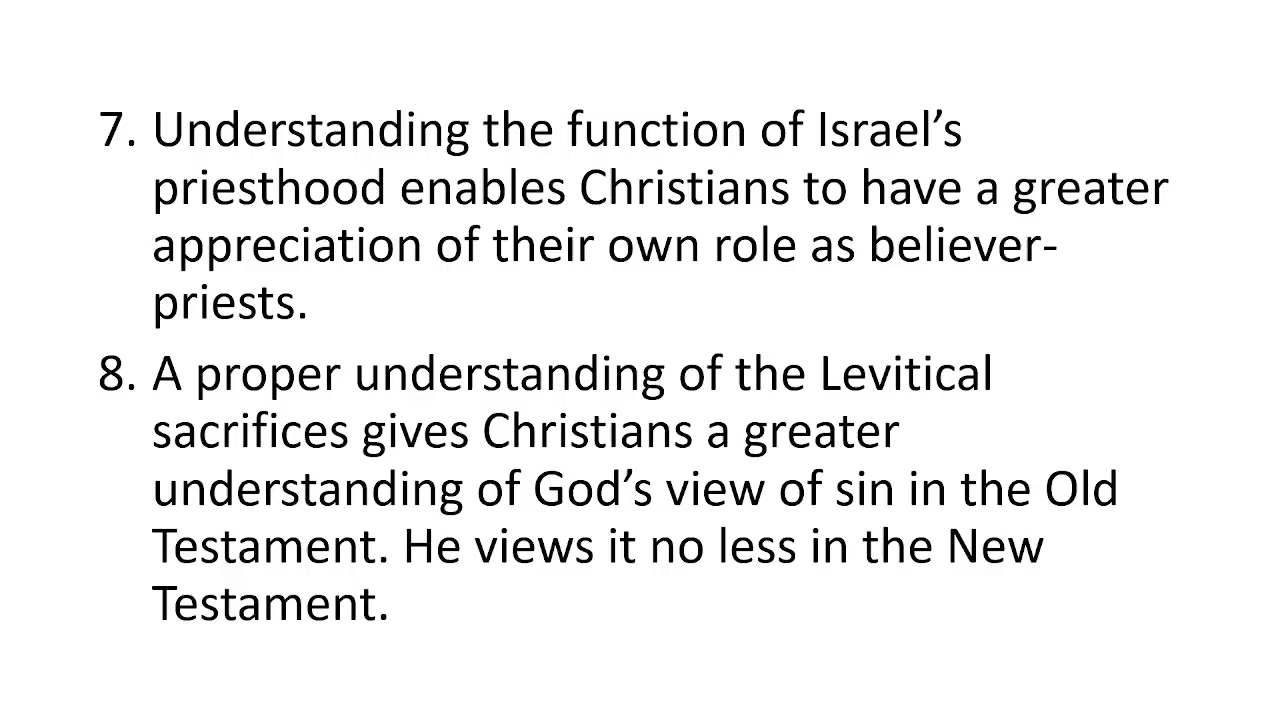 7. Understanding the function of Israel’s
priesthood enables Christians to have a greater
appreciation of their own role as believer-
priests.
8. A proper understanding of the Levitical
sacrifices gives Christians a greater
understanding of God’s view of sin in the Old
Testament. He views it no less in the New
Testament.